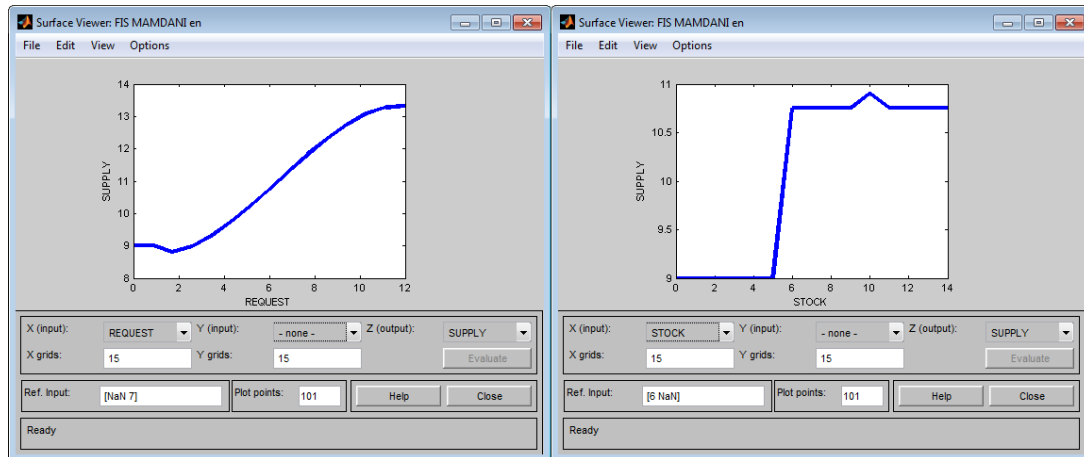 Surface Viewer: FIS MAMDANI en
File Edit View Options
14
13
12
11
10
9
8
SUPPLY
0 2 4 6 8 10 12
REQUEST
X (input): REQUEST Y (input): - none - Z (output): SUPPLY
X grids: 15 Y grids: 15 Evaluate
Ref. Input: [NaN 7] Plot points: 101 Help Close
Ready
Surface Viewer: FIS MAMDANI en
File Edit View Options
11
10.5
10
9.5
9
SUPPLY
0 2 4 6 8 10 12 14
STOCK
X (input): STOCK Y (input): - none - Z (output): SUPPLY
X grids: 15 Y grids: 15 Evaluate
Ref. Input: [6 NaN] Plot points: 101 Help Close
Ready